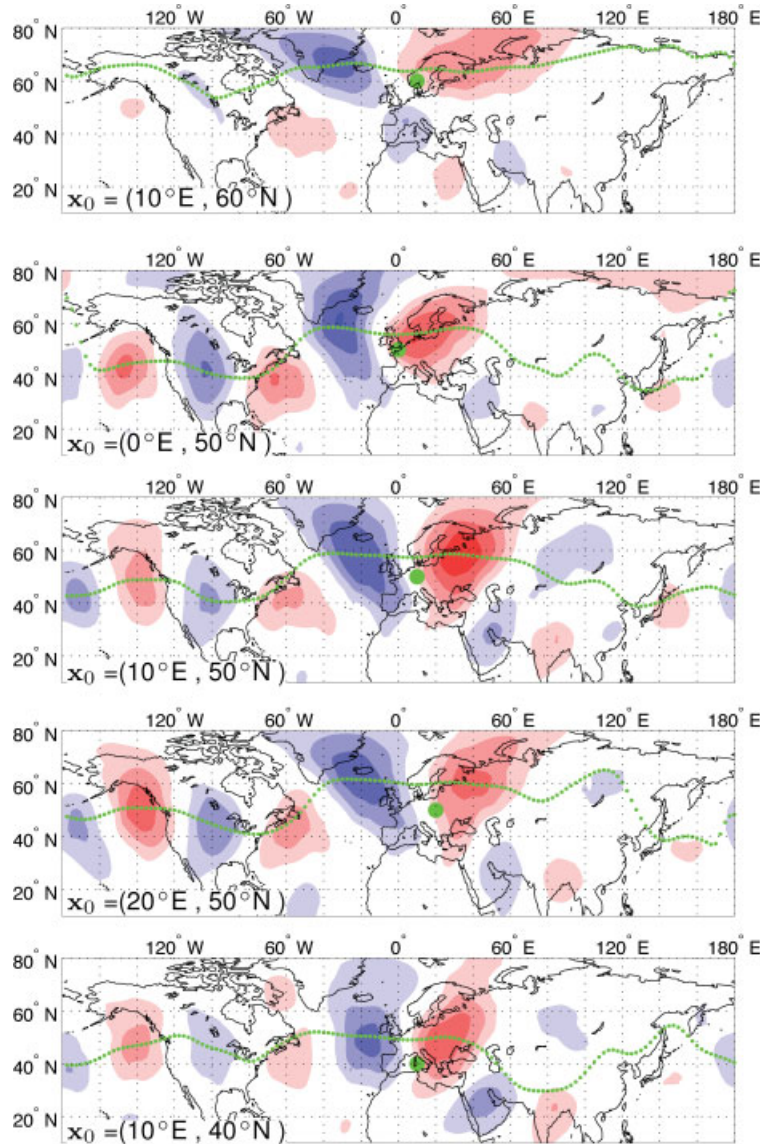 120° W 60° W 0° 60° E 120° E 180° E
80° N
60° N
40° N
20° N
x₀ =(10°E , 60°N )
120° W 60° W 0° 60° E 120° E 180° E
80° N
60° N
40° N
20° N
x₀ =(0°E , 50°N )
120° W 60° W 0° 60° E 120° E 180° E
80° N
60° N
40° N
20° N
x₀ =(10°E , 50°N )
120° W 60° W 0° 60° E 120° E 180° E
80° N
60° N
40° N
20° N
x₀ =(20°E , 50°N )
120° W 60° W 0° 60° E 120° E 180° E
80° N
60° N
40° N
20° N
x₀ =(10°E , 40°N )